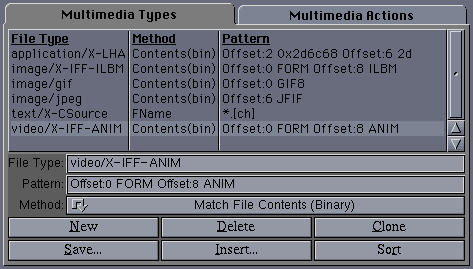 Multimedia Types Multimedia Actions
File Type Method Pattern
application/X-LHA Contents(bin) Offset:2 0x2d6c68 Offset:6 2d
image/X-IFF-ILBM Contents(bin) Offset:0 FORM Offset:8 ILBM
image/gif Contents(bin) Offset:0 GIF8
image/jpeg Contents(bin) Offset:6 JFIF
text/X-CSource FName *.[ch]
video/X-IFF-ANIM Contents(bin) Offset:0 FORM Offset:8 ANIM
File Type: video/X-IFF-ANIM
Pattern: Offset:0 FORM Offset:8 ANIM
Method: Match File Contents (Binary)
New Delete Clone
Save... Insert... Sort